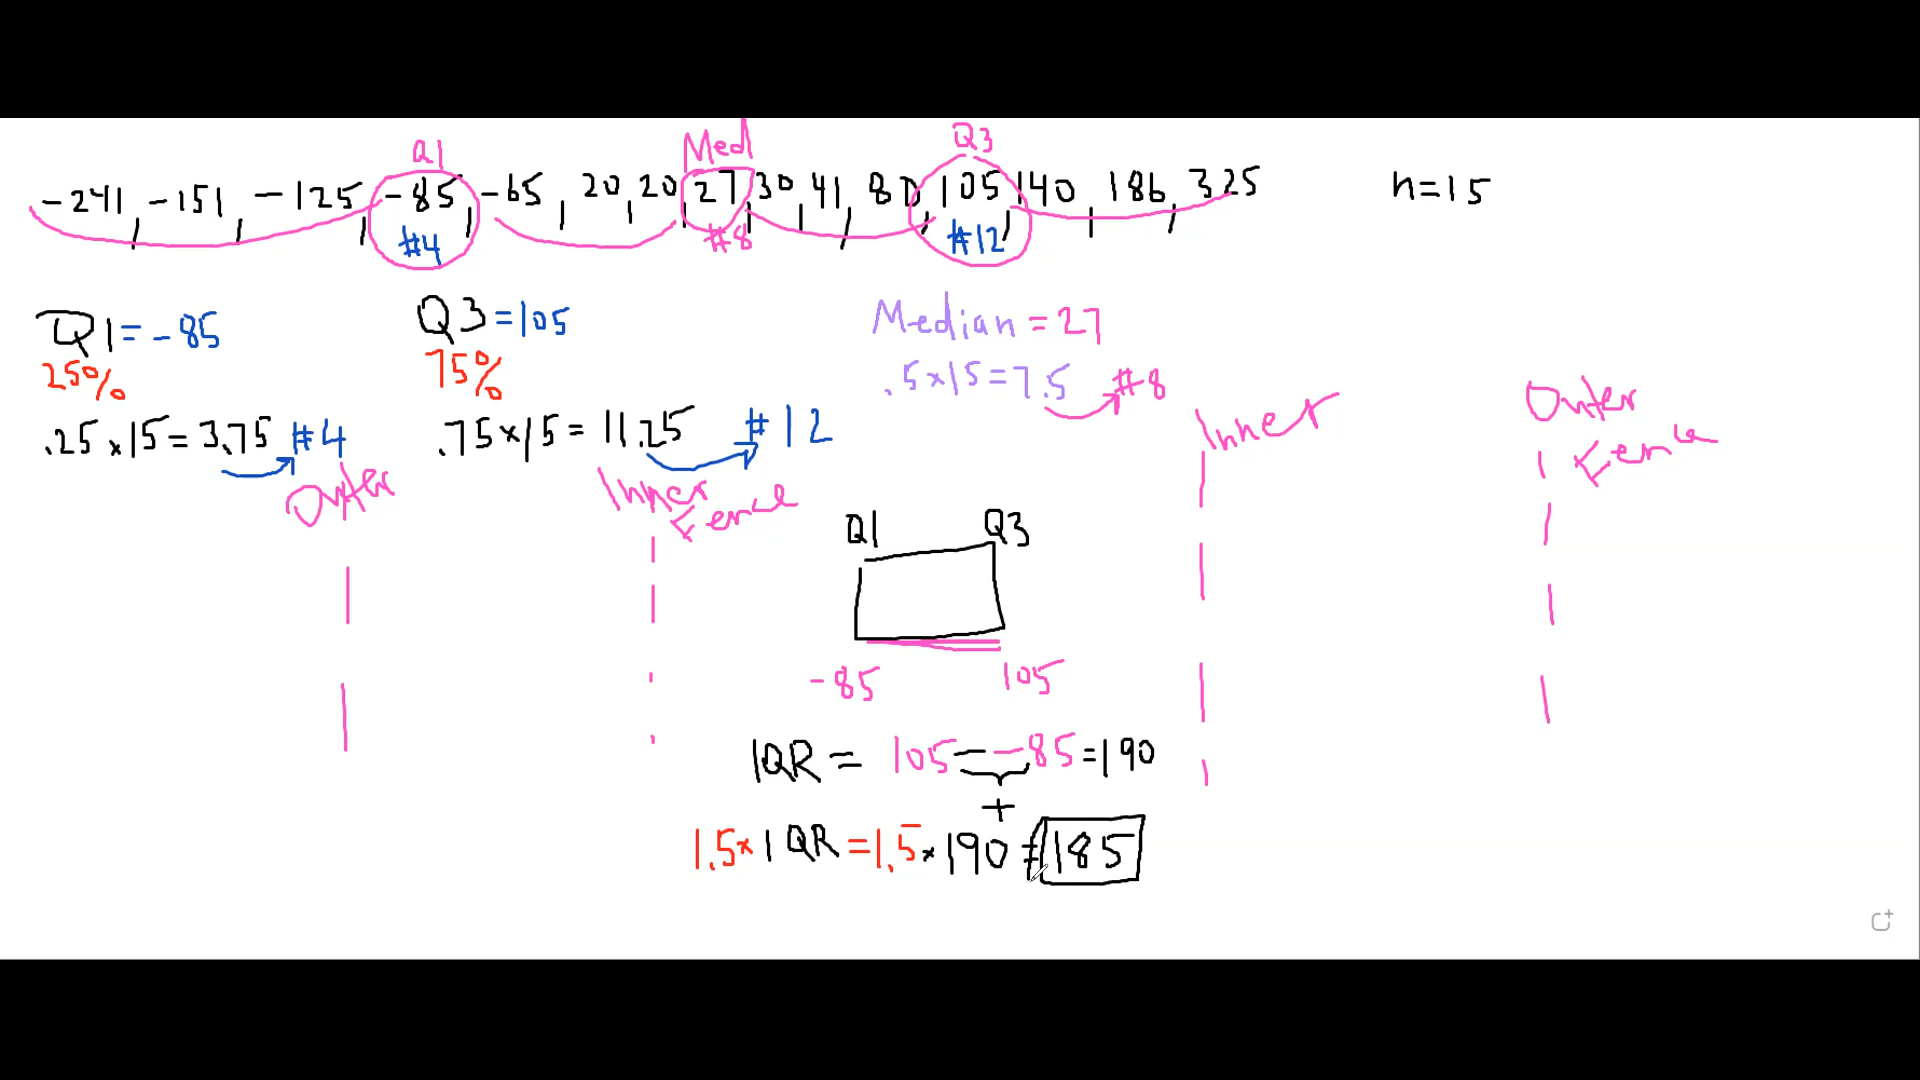 Q1 Med Q3
-241, -151, -125, -85, -65, 20, 20, 27, 30, 41, 80, 105, 140, 186, 325 n=15
#4 #8 #12
Q1 = -85 Q3 = 105 Median = 27
25% 75% .5×15=7.5 #8
.25×15=3.75 #4 .75×15=11.25 #12 Inner Outer Fence
Outer Inner Fence
Q1 Q3
-85 105
IQR = 105 - -85 = 190
+
1.5×IQR = 1.5×190 = 185